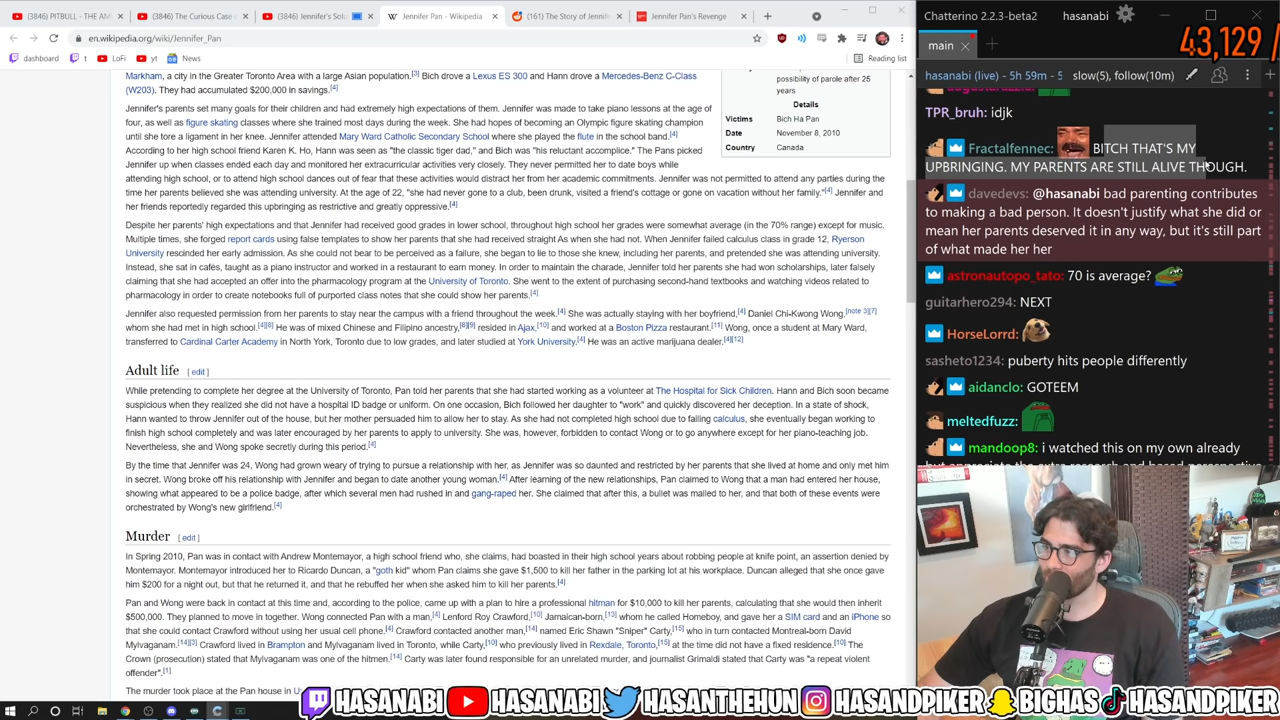 (3846) PITBULL - THE AM
(3846) The Curious Case
(3846) Jennifer's Sol
Jennifer Pan - Wikipedia
(161) The Story of Jennife
Jennifer Pan's Revenge
en.wikipedia.org/wiki/Jennifer_Pan
dashboard
t
LoFi
yt
News
Reading list
Markham, a city in the Greater Toronto Area with a large Asian population.[3] Bich drove a Lexus ES 300 and Hann drove a Mercedes-Benz C-Class
(W203). They had accumulated $200,000 in savings.[4]
Jennifer's parents set many goals for their children and had extremely high expectations of them. Jennifer was made to take piano lessons at the age of
four, as well as figure skating classes where she trained most days during the week. She had hopes of becoming an Olympic figure skating champion
until she tore a ligament in her knee. Jennifer attended Mary Ward Catholic Secondary School where she played the flute in the school band.[4]
According to her high school friend Karen K. Ho, Hann was seen as "the classic tiger dad," and Bich was "his reluctant accomplice." The Pans picked
Jennifer up when classes ended each day and monitored her extracurricular activities very closely. They never permitted her to date boys while
attending high school, or to attend high school dances out of fear that these activities would distract her from her academic commitments. Jennifer was not permitted to attend any parties during the
time her parents believed she was attending university. At the age of 22, "she had never gone to a club, been drunk, visited a friend's cottage or gone on vacation without her family."[4] Jennifer and
her friends reportedly regarded this upbringing as restrictive and greatly oppressive.[4]
possibility of parole after 25
years
Details
Victims Bich Ha Pan
Date November 8, 2010
Country Canada
Despite her parents' high expectations and that Jennifer had received good grades in lower school, throughout high school her grades were somewhat average (in the 70% range) except for music.
Multiple times, she forged report cards using false templates to show her parents that she had received straight As when she had not. When Jennifer failed calculus class in grade 12, Ryerson
University rescinded her early admission. As she could not bear to be perceived as a failure, she began to lie to those she knew, including her parents, and pretended she was attending university.
Instead, she sat in cafés, taught as a piano instructor and worked in a restaurant to earn money. In order to maintain the charade, Jennifer told her parents she had won scholarships, later falsely
claiming that she had accepted an offer into the pharmacology program at the University of Toronto. She went to the extent of purchasing second-hand textbooks and watching videos related to
pharmacology in order to create notebooks full of purported class notes that she could show her parents.[4]
Jennifer also requested permission from her parents to stay near the campus with a friend throughout the week.[4] She was actually staying with her boyfriend,[4] Daniel Chi-Kwong Wong,[note 3][7]
whom she had met in high school.[4][8] He was of mixed Chinese and Filipino ancestry,[8][9] resided in Ajax,[10] and worked at a Boston Pizza restaurant.[11] Wong, once a student at Mary Ward,
transferred to Cardinal Carter Academy in North York, Toronto due to low grades, and later studied at York University.[4] He was an active marijuana dealer.[4][12]
Adult life [ edit ]
While pretending to complete her degree at the University of Toronto, Pan told her parents that she had started working as a volunteer at The Hospital for Sick Children. Hann and Bich soon became
suspicious when they realized she did not have a hospital ID badge or uniform. On one occasion, Bich followed her daughter to "work" and quickly discovered her deception. In a state of shock,
Hann wanted to throw Jennifer out of the house, but her mother persuaded him to allow her to stay. As she had not completed high school due to failing calculus, she eventually began working to
finish high school completely and was later encouraged by her parents to apply to university. She was, however, forbidden to contact Wong or to go anywhere except for her piano-teaching job.
Nevertheless, she and Wong spoke secretly during this period.[4]
By the time that Jennifer was 24, Wong had grown weary of trying to pursue a relationship with her, as Jennifer was so daunted and restricted by her parents that she lived at home and only met him
in secret. Wong broke off his relationship with Jennifer and began to date another young woman.[4] After learning of the new relationships, Pan claimed to Wong that a man had entered her house,
showing what appeared to be a police badge, after which several men had rushed in and gang-raped her. She claimed that after this, a bullet was mailed to her, and that both of these events were
orchestrated by Wong's new girlfriend.[4]
Murder [ edit ]
In Spring 2010, Pan was in contact with Andrew Montemayor, a high school friend who, she claims, had boasted in their high school years about robbing people at knife point, an assertion denied by
Montemayor. Montemayor introduced her to Ricardo Duncan, a "goth kid" whom Pan claims she gave $1,500 to kill her father in the parking lot at his workplace. Duncan alleged that she once gave
him $200 for a night out, but that he returned it, and that he rebuffed her when she asked him to kill her parents.[4]
Pan and Wong were back in contact at this time and, according to the police, came up with a plan to hire a professional hitman for $10,000 to kill her parents, calculating that she would then inherit
$500,000. They planned to move in together. Wong connected Pan with a man,[4] Lenford Roy Crawford,[10] Jamaican-born,[13] whom he called Homeboy, and gave her a SIM card and an iPhone so
that she could contact Crawford without using her usual cell phone.[4] Crawford contacted another man,[14] named Eric Shawn "Sniper" Carty,[15] who in turn contacted Montreal-born David
Mylvaganam.[14][3] Crawford lived in Brampton and Mylvaganam lived in Toronto, while Carty,[10] who previously lived in Rexdale, Toronto,[15] at the time did not have a fixed residence.[10] The
Crown (prosecution) stated that Mylvaganam was one of the hitmen.[14] Carty was later found responsible for an unrelated murder, and journalist Grimaldi stated that Carty was "a repeat violent
offender".[1]
The murder took place at the Pan house in U
Chatterino 2.2.3-beta2
hasanabi
43,129 /
main
hasanabi (live) - 5h 59m - 5
slow(5), follow(10m)
TPR_bruh: idjk
Fractalfennec: BITCH THAT'S MY
UPBRINGING. MY PARENTS ARE STILL ALIVE THOUGH.
davedevs: @hasanabi bad parenting contributes
to making a bad person. It doesn't justify what she did or
mean her parents deserved it in any way, but it's still part
of what made her her
astronautopo_tato: 70 is average?
guitarhero294: NEXT
HorseLorrd:
sasheto1234: puberty hits people differently
aidanclo: GOTEEM
meltedfuzz:
mandoop8: i watched this on my own already
HASANABI
HASANABI
HASANTHEHUN
HASANDPIKER
BIGHAS
HASANDPIKER